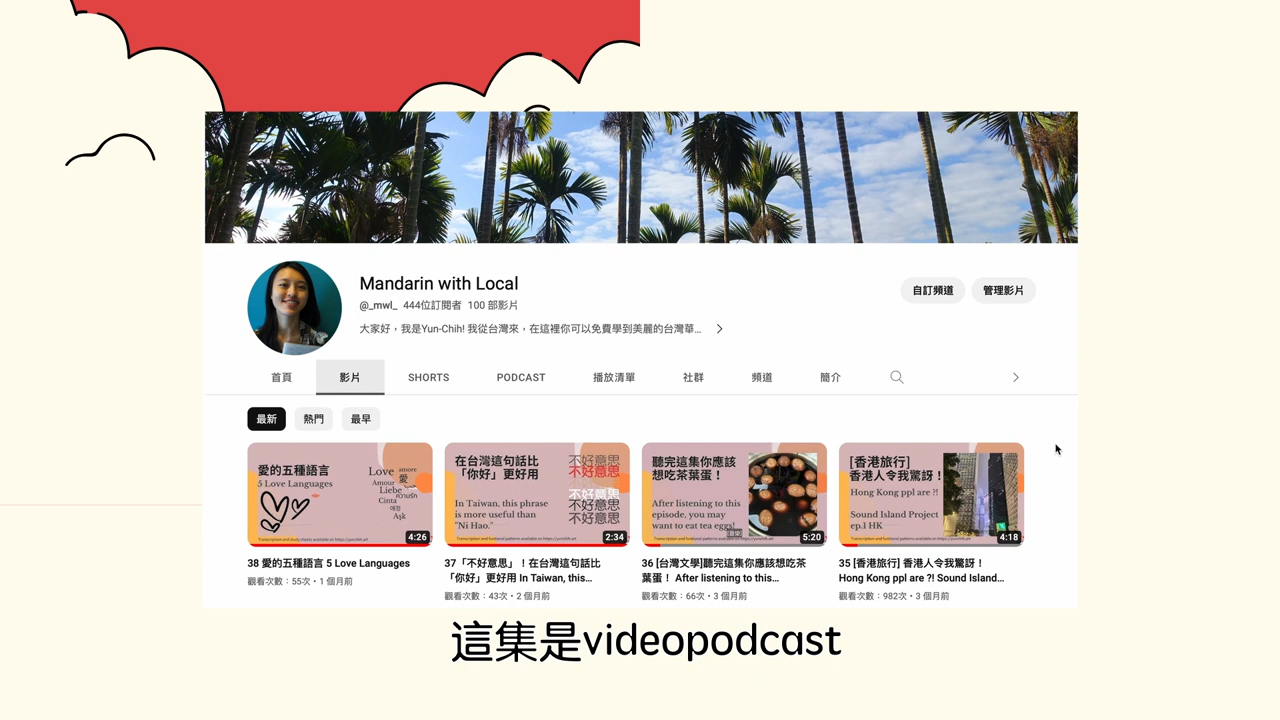 Mandarin with Local
@_mwl_ 444位訂閱者 100 部影片
大家好，我是Yun-Chih! 我從台灣來，在這裡你可以免費學到美麗的台灣華...
自訂頻道
管理影片
首頁
影片
SHORTS
PODCAST
播放清單
社群
頻道
簡介
最新
熱門
最早
愛的五種語言
5 Love Languages
Love
amore
愛
Amour
Liebe
ความรัก
Cinta
애정
Aşk
4:26
在台灣這句話比
「你好」更好用
In Taiwan, this phrase
is more useful than
"Ni Hao."
不好意思
不好意思
不好意思
不好意思
不好意思
2:34
聽完這集你應該
想吃茶葉蛋！
After listening to this
episode, you may
want to eat tea eggs!
5:20
[香港旅行]
香港人令我驚訝！
Hong Kong ppl are ?!
Sound Island Project
ep.1 HK
4:18
38 愛的五種語言 5 Love Languages
觀看次數：55次・1 個月前
37「不好意思」！在台灣這句話比
「你好」更好用 In Taiwan, this...
觀看次數：43次・2 個月前
36 [台灣文學]聽完這集你應該想吃茶
葉蛋！ After listening to this...
觀看次數：66次・3 個月前
35 [香港旅行] 香港人令我驚訝！
Hong Kong ppl are ?! Sound Island...
觀看次數：982次・3 個月前
這集是videopodcast